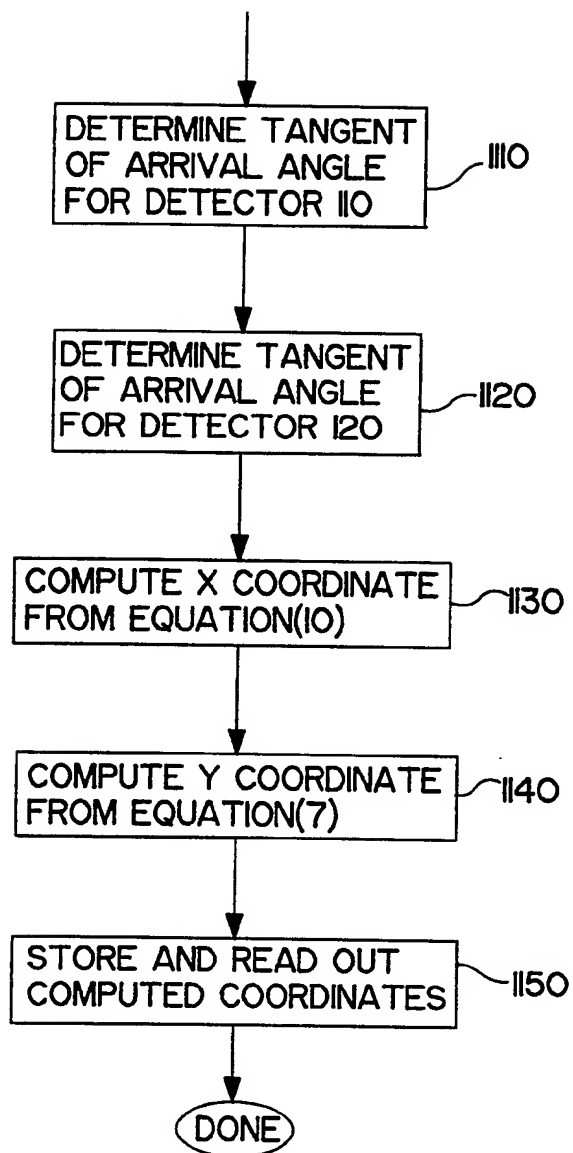 DETERMINE TANGENT
OF ARRIVAL ANGLE
FOR DETECTOR 110
1110
DETERMINE TANGENT
OF ARRIVAL ANGLE
FOR DETECTOR 120
1120
COMPUTE X COORDINATE
FROM EQUATION(10)
1130
COMPUTE Y COORDINATE
FROM EQUATION(7)
1140
STORE AND READ OUT
COMPUTED COORDINATES
1150
DONE